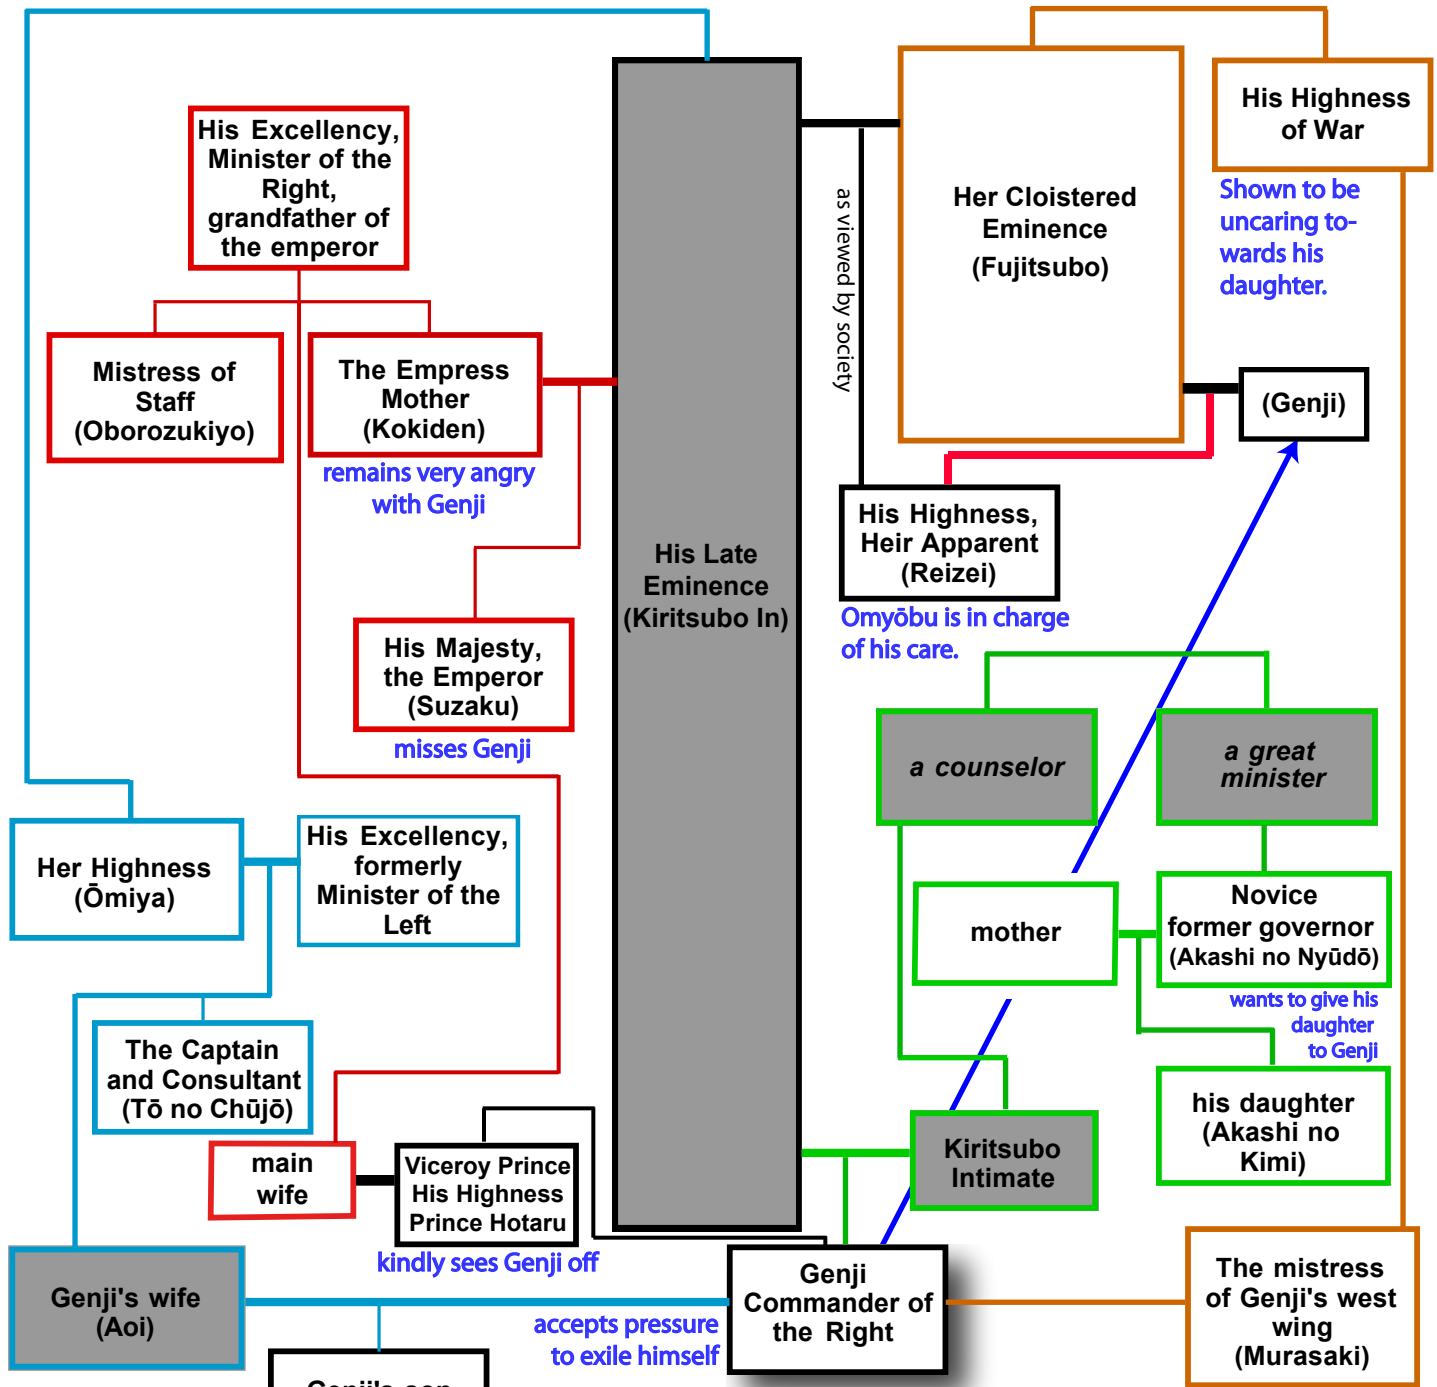 His Highness
of War
Shown to be
uncaring to-
wards his
daughter.
His Excellency,
Minister of the
Right,
grandfather of
the emperor
Her Cloistered
Eminence
(Fujitsubo)
as viewed by society
Mistress of
Staff
(Oborozukiyo)
The Empress
Mother
(Kokiden)
remains very angry
with Genji
(Genji)
His Highness,
Heir Apparent
(Reizei)
Omyōbu is in charge
of his care.
His Late
Eminence
(Kiritsubo In)
His Majesty,
the Emperor
(Suzaku)
misses Genji
a counselor
a great
minister
Her Highness
(Ōmiya)
His Excellency,
formerly
Minister of the
Left
mother
Novice
former governor
(Akashi no Nyūdō)
wants to give his
daughter
to Genji
The Captain
and Consultant
(Tō no Chūjō)
his daughter
(Akashi no
Kimi)
main
wife
Viceroy Prince
His Highness
Prince Hotaru
kindly sees Genji off
Kiritsubo
Intimate
Genji's wife
(Aoi)
accepts pressure
to exile himself
Genji
Commander of
the Right
The mistress
of Genji's west
wing
(Murasaki)
Genji's son